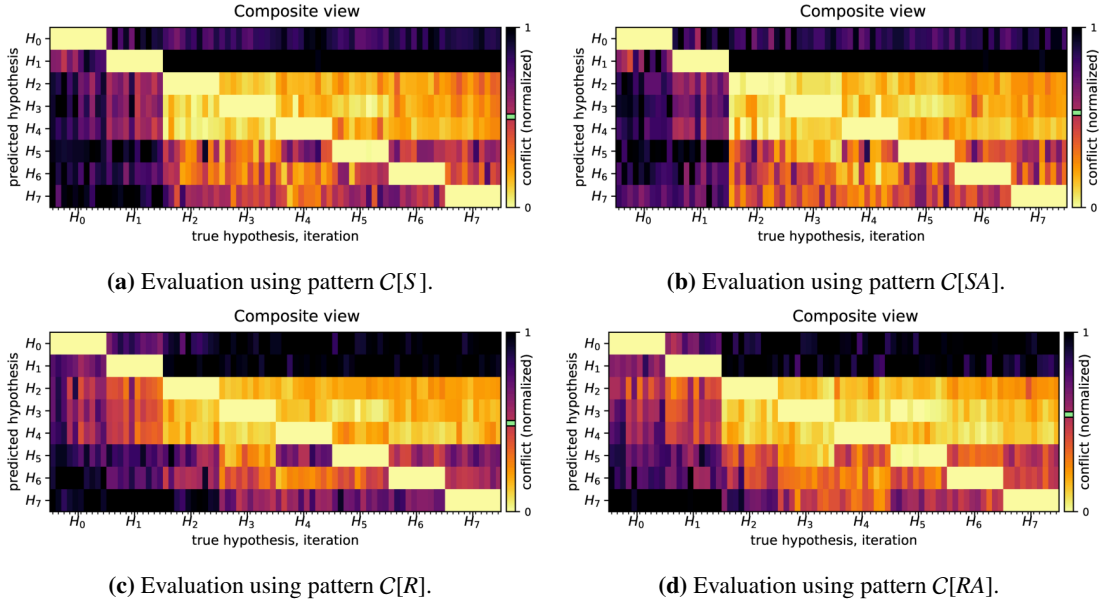 Composite view
predicted hypothesis
H0
H1
H2
H3
H4
H5
H6
H7
H0 H1 H2 H3 H4 H5 H6 H7
true hypothesis, iteration
1
0
conflict (normalized)
(a) Evaluation using pattern C[S].
Composite view
predicted hypothesis
H0
H1
H2
H3
H4
H5
H6
H7
H0 H1 H2 H3 H4 H5 H6 H7
true hypothesis, iteration
1
0
conflict (normalized)
(b) Evaluation using pattern C[SA].
Composite view
predicted hypothesis
H0
H1
H2
H3
H4
H5
H6
H7
H0 H1 H2 H3 H4 H5 H6 H7
true hypothesis, iteration
1
0
conflict (normalized)
(c) Evaluation using pattern C[R].
Composite view
predicted hypothesis
H0
H1
H2
H3
H4
H5
H6
H7
H0 H1 H2 H3 H4 H5 H6 H7
true hypothesis, iteration
1
0
conflict (normalized)
(d) Evaluation using pattern C[RA].